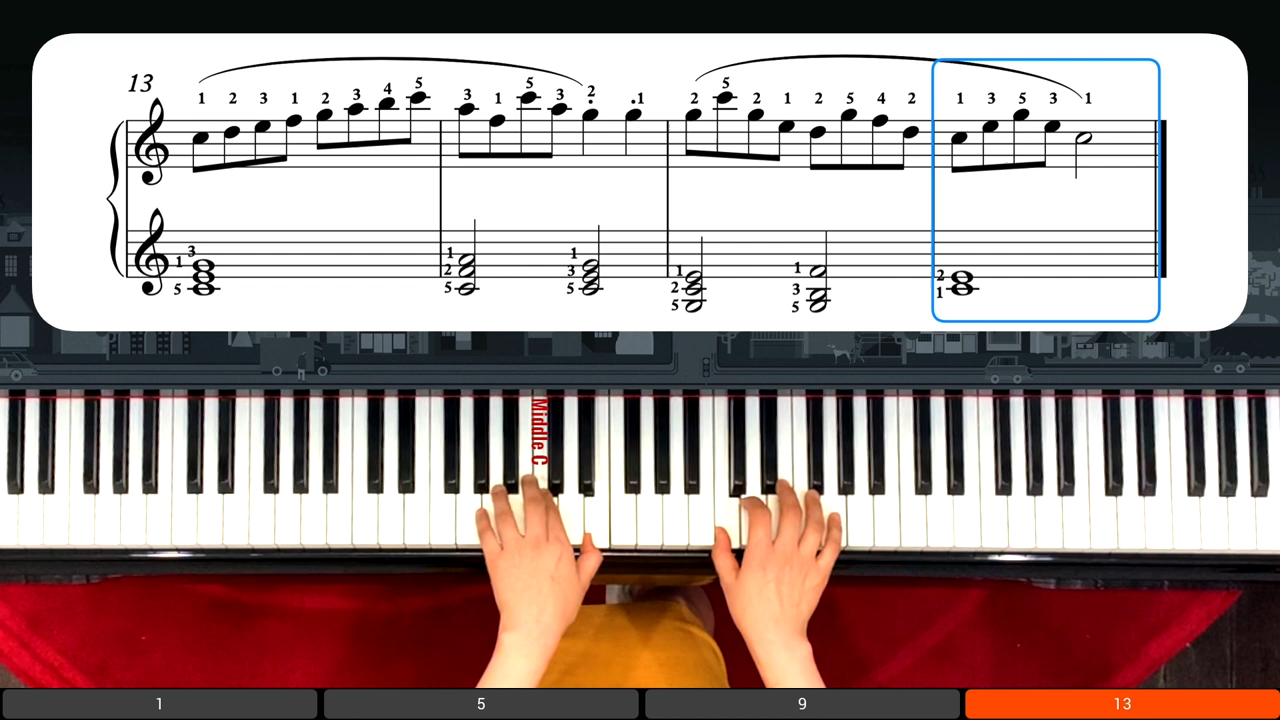 13
1 2 3 1 2 3 4 5 3 1 5 3 2 1 2 5 2 1 2 5 4 2 1 3 5 3 1
3 1 1 1 1 2
1 2 3 2 3 1
5 5 5 5 5
Middle C
1 5 9 13